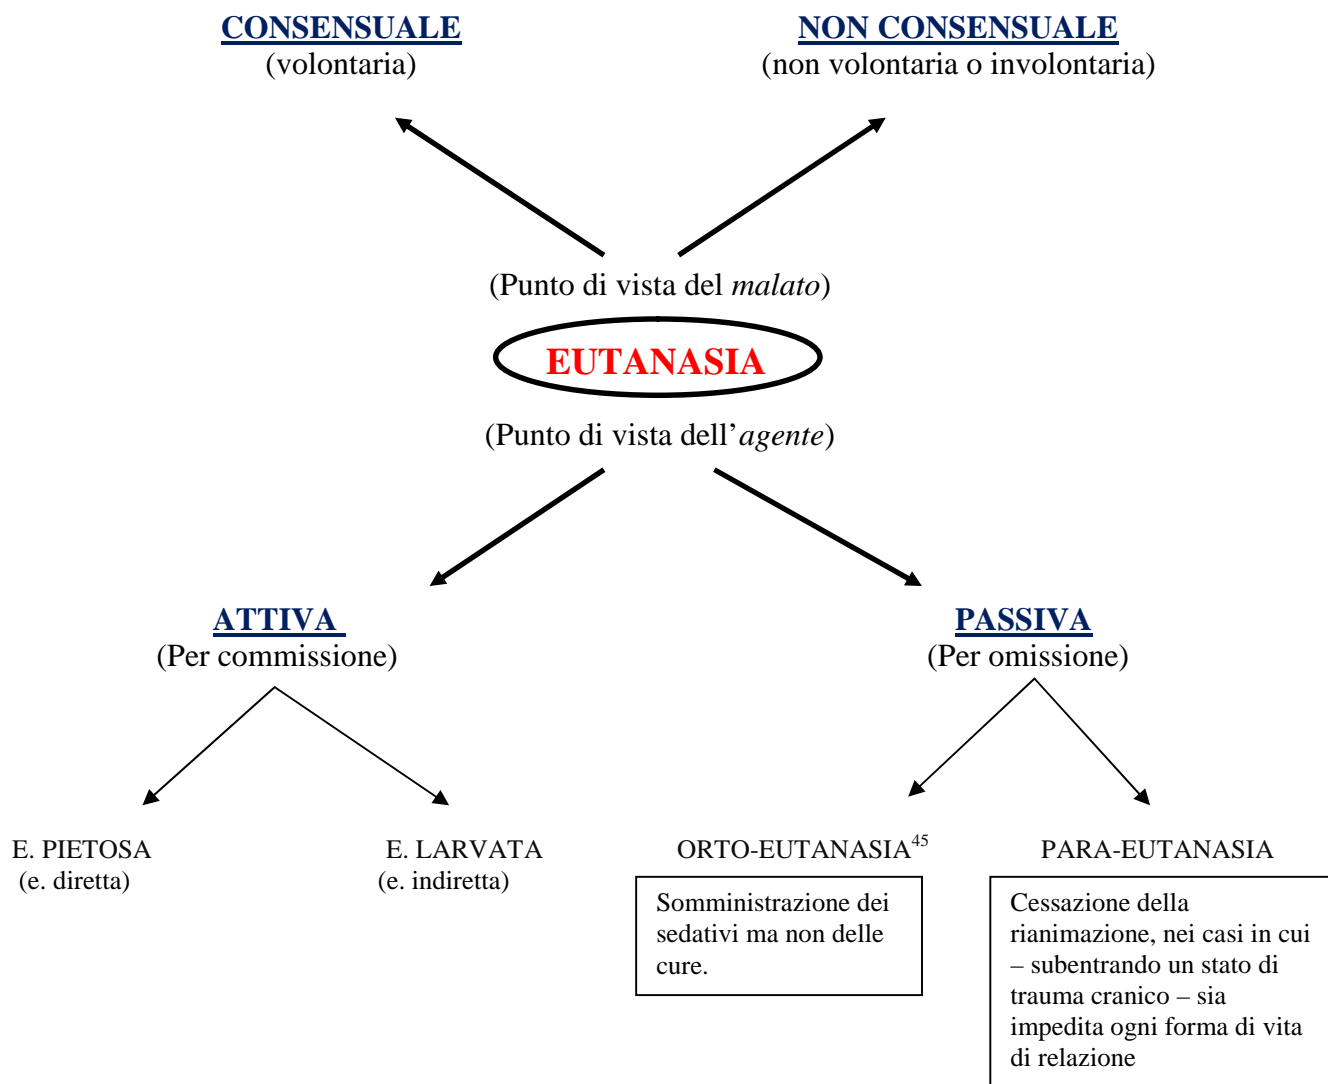 CONSENSUALE
(volontaria)
NON CONSENSUALE
(non volontaria o involontaria)
(Punto di vista del malato)
EUTANASIA
(Punto di vista dell’agente)
ATTIVA
(Per commissione)
PASSIVA
(Per omissione)
E. PIETOSA
(e. diretta)
E. LARVATA
(e. indiretta)
ORTO-EUTANASIA45
Somministrazione dei
sedativi ma non delle
cure.
PARA-EUTANASIA
Cessazione della
rianimazione, nei casi in cui
– subentrando un stato di
trauma cranico – sia
impedita ogni forma di vita
di relazione